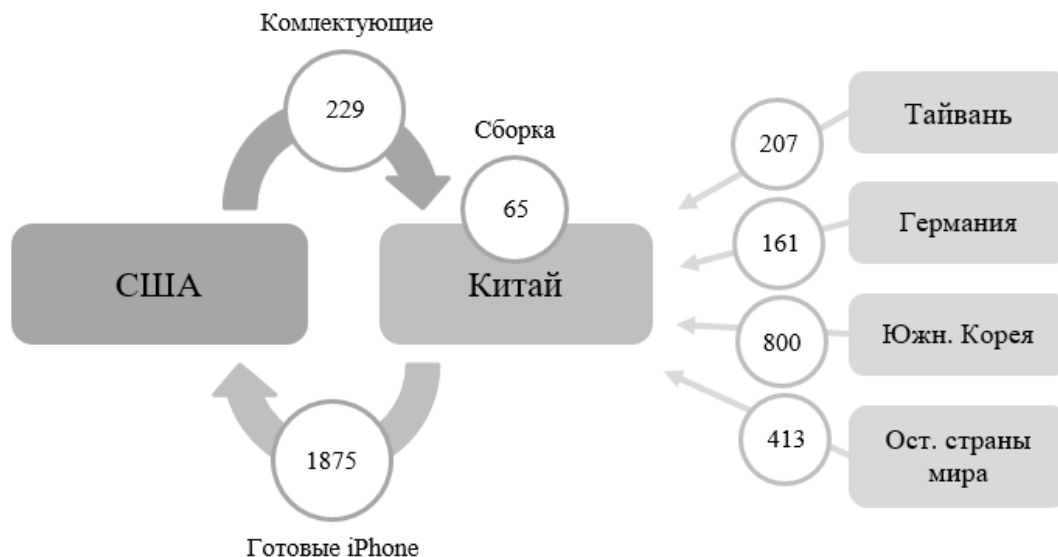 Комлектующие
229
Сборка
65
США
Китай
1875
Готовые iPhone
207
Тайвань
161
Германия
800
Южн. Корея
413
Ост. страны
мира